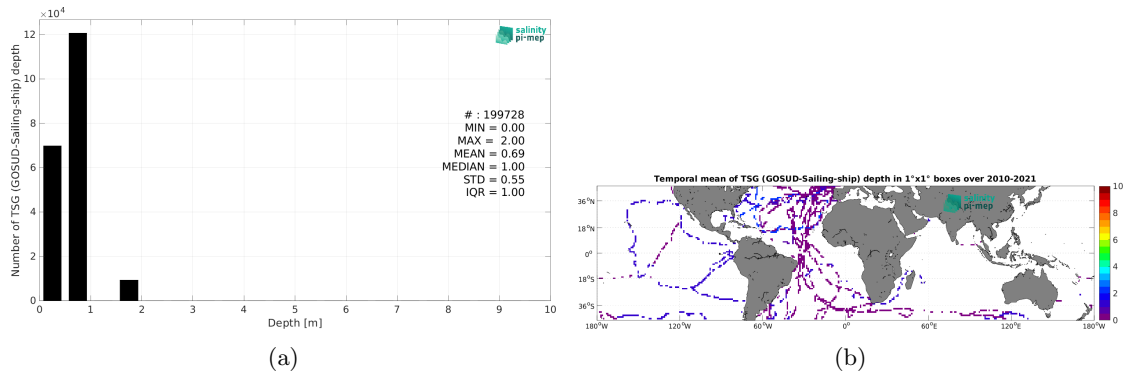 ×10⁴
12
10
8
6
4
2
0
Number of TSG (GOSUD-Sailing-ship) depth
salinity
pi-mep
# : 199728
MIN = 0.00
MAX = 2.00
MEAN = 0.69
MEDIAN = 1.00
STD = 0.55
IQR = 1.00
0 1 2 3 4 5 6 7 8 9 10
Depth [m]
(a)
Temporal mean of TSG (GOSUD-Sailing-ship) depth in 1°x1° boxes over 2010-2021
salinity
pi-mep
36°N
18°N
0°
18°S
36°S
180°W 120°W 60°W 0° 60°E 120°E 180°W
10
8
6
4
2
0
(b)